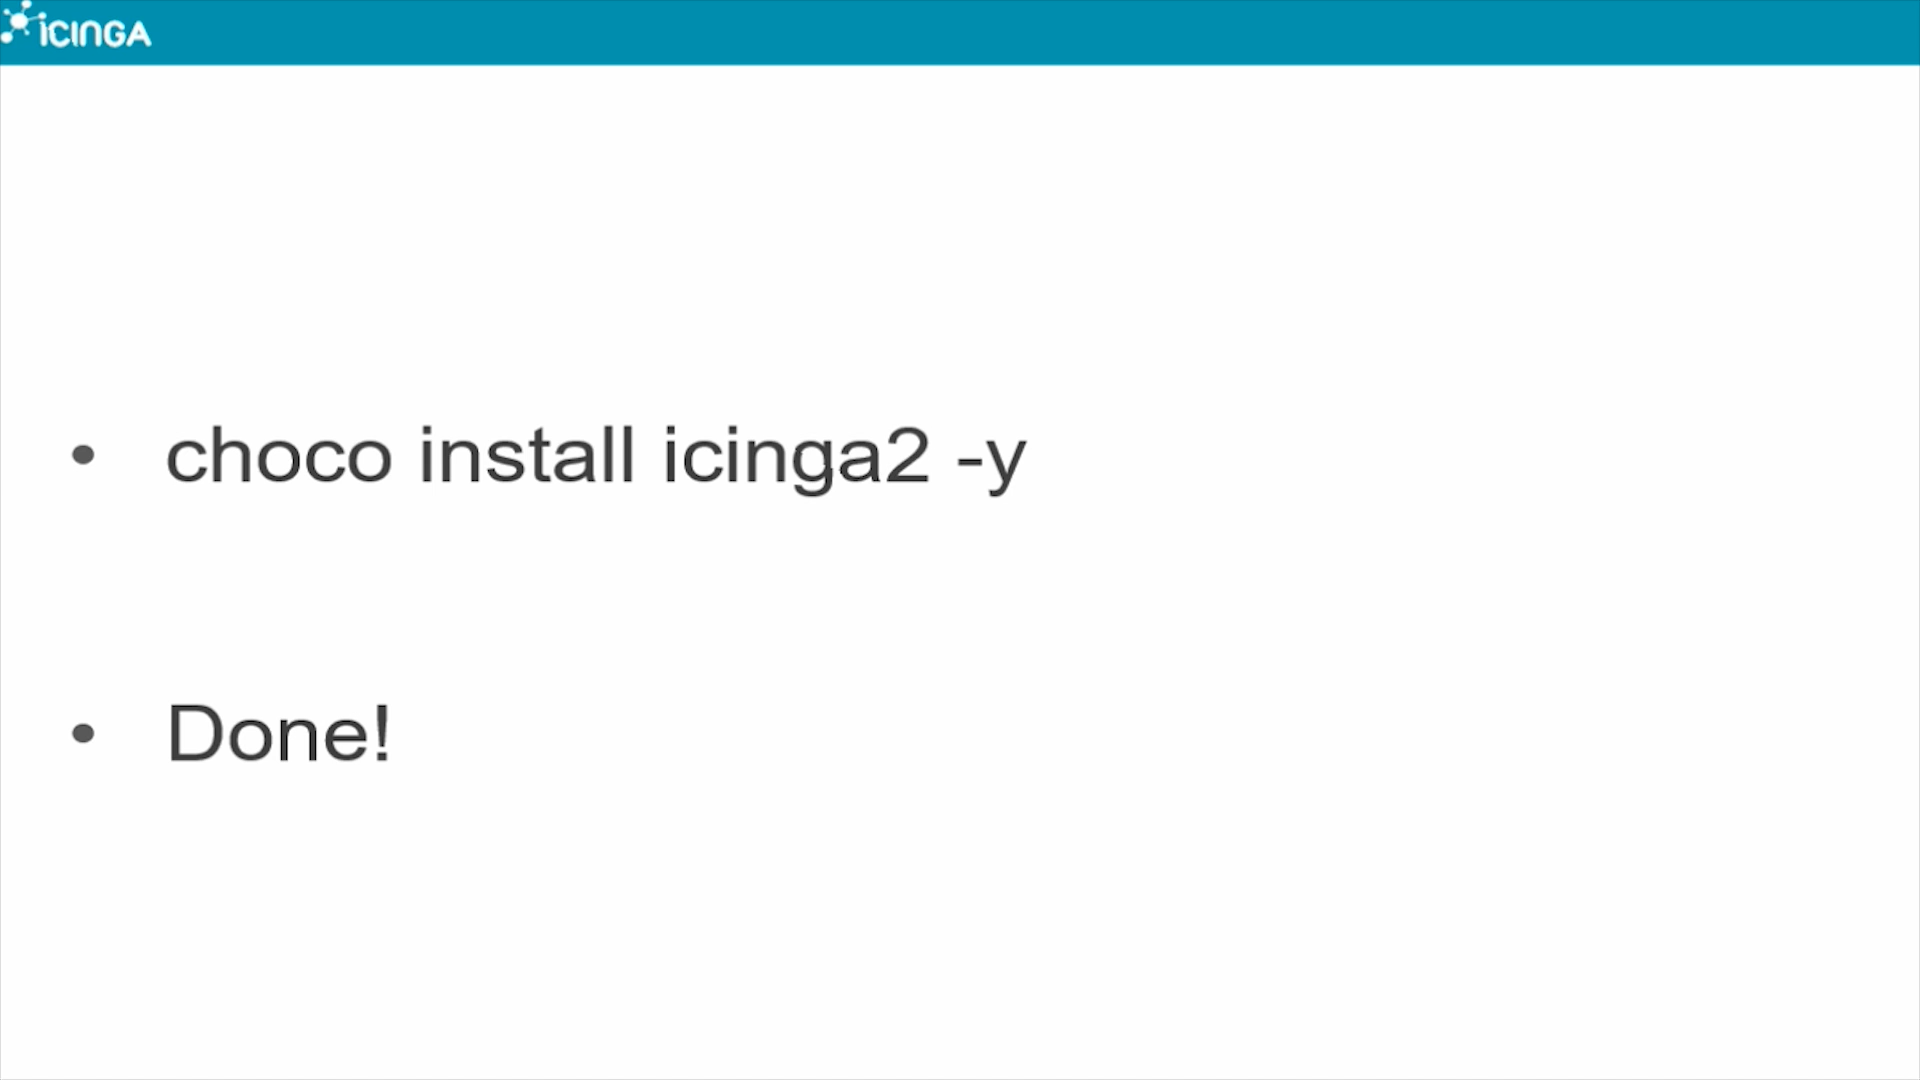 icinga
• choco install icinga2 -y
• Done!